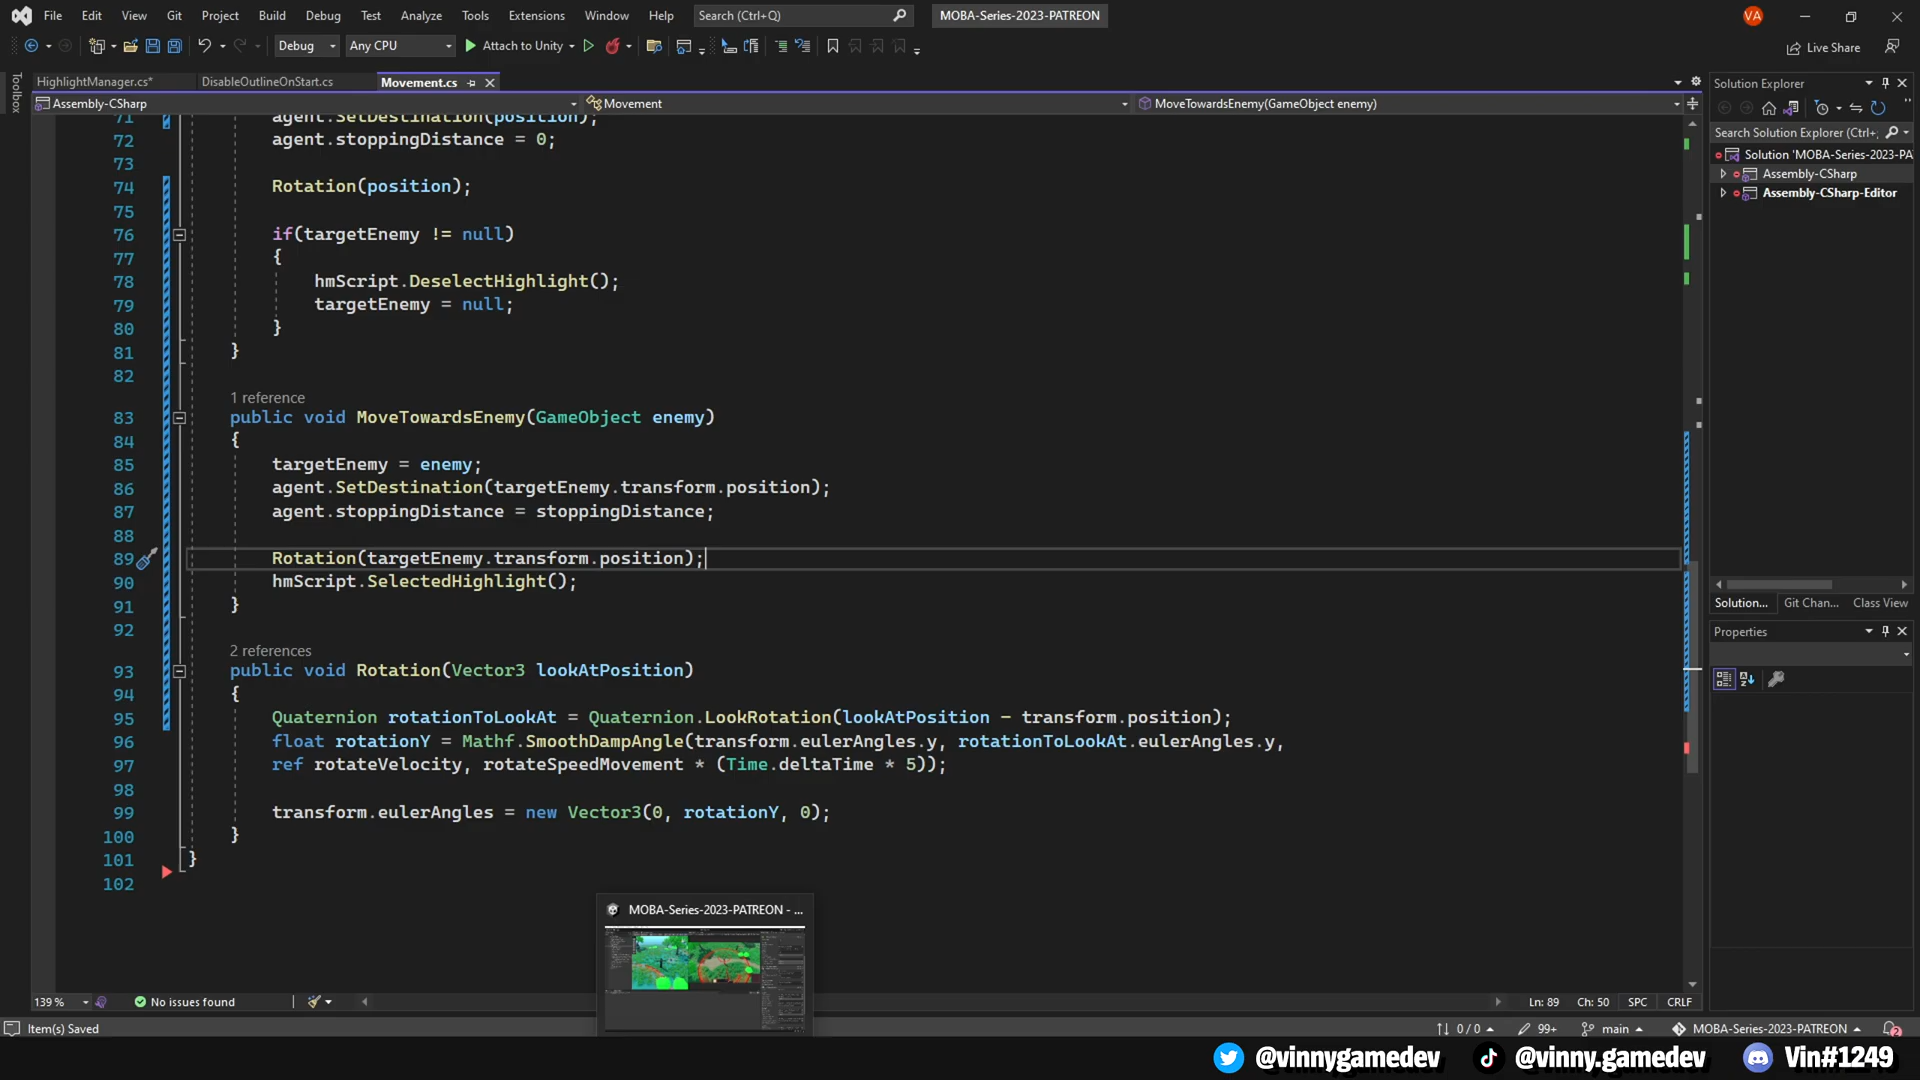 File Edit View Git Project Build Debug Test Analyze Tools Extensions Window Help Search (Ctrl+Q) MOBA-Series-2023-PATREON VA
Debug Any CPU Attach to Unity Live Share
Toolbox
HighlightManager.cs* DisableOutlineOnStart.cs Movement.cs
Assembly-CSharp Movement MoveTowardsEnemy(GameObject enemy)
71 agent.SetDestination(position);
72 agent.stoppingDistance = 0;
73
74 Rotation(position);
75
76 if(targetEnemy != null)
77 {
78 hmScript.DeselectHighlight();
79 targetEnemy = null;
80 }
81 }
82
1 reference
83 public void MoveTowardsEnemy(GameObject enemy)
84 {
85 targetEnemy = enemy;
86 agent.SetDestination(targetEnemy.transform.position);
87 agent.stoppingDistance = stoppingDistance;
88
89 Rotation(targetEnemy.transform.position);
90 hmScript.SelectedHighlight();
91 }
92
2 references
93 public void Rotation(Vector3 lookAtPosition)
94 {
95 Quaternion rotationToLookAt = Quaternion.LookRotation(lookAtPosition - transform.position);
96 float rotationY = Mathf.SmoothDampAngle(transform.eulerAngles.y, rotationToLookAt.eulerAngles.y,
97 ref rotateVelocity, rotateSpeedMovement * (Time.deltaTime * 5));
98
99 transform.eulerAngles = new Vector3(0, rotationY, 0);
100 }
101 }
102
Solution Explorer
Search Solution Explorer (Ctrl+;
Solution 'MOBA-Series-2023-PA
Assembly-CSharp
Assembly-CSharp-Editor
Solution... Git Chan... Class View
Properties
MOBA-Series-2023-PATREON - ...
139 % No issues found Ln: 89 Ch: 50 SPC CRLF
Item(s) Saved 0 / 0 99+ main MOBA-Series-2023-PATREON 2
@vinnygamedev @vinny.gamedev Vin#1249